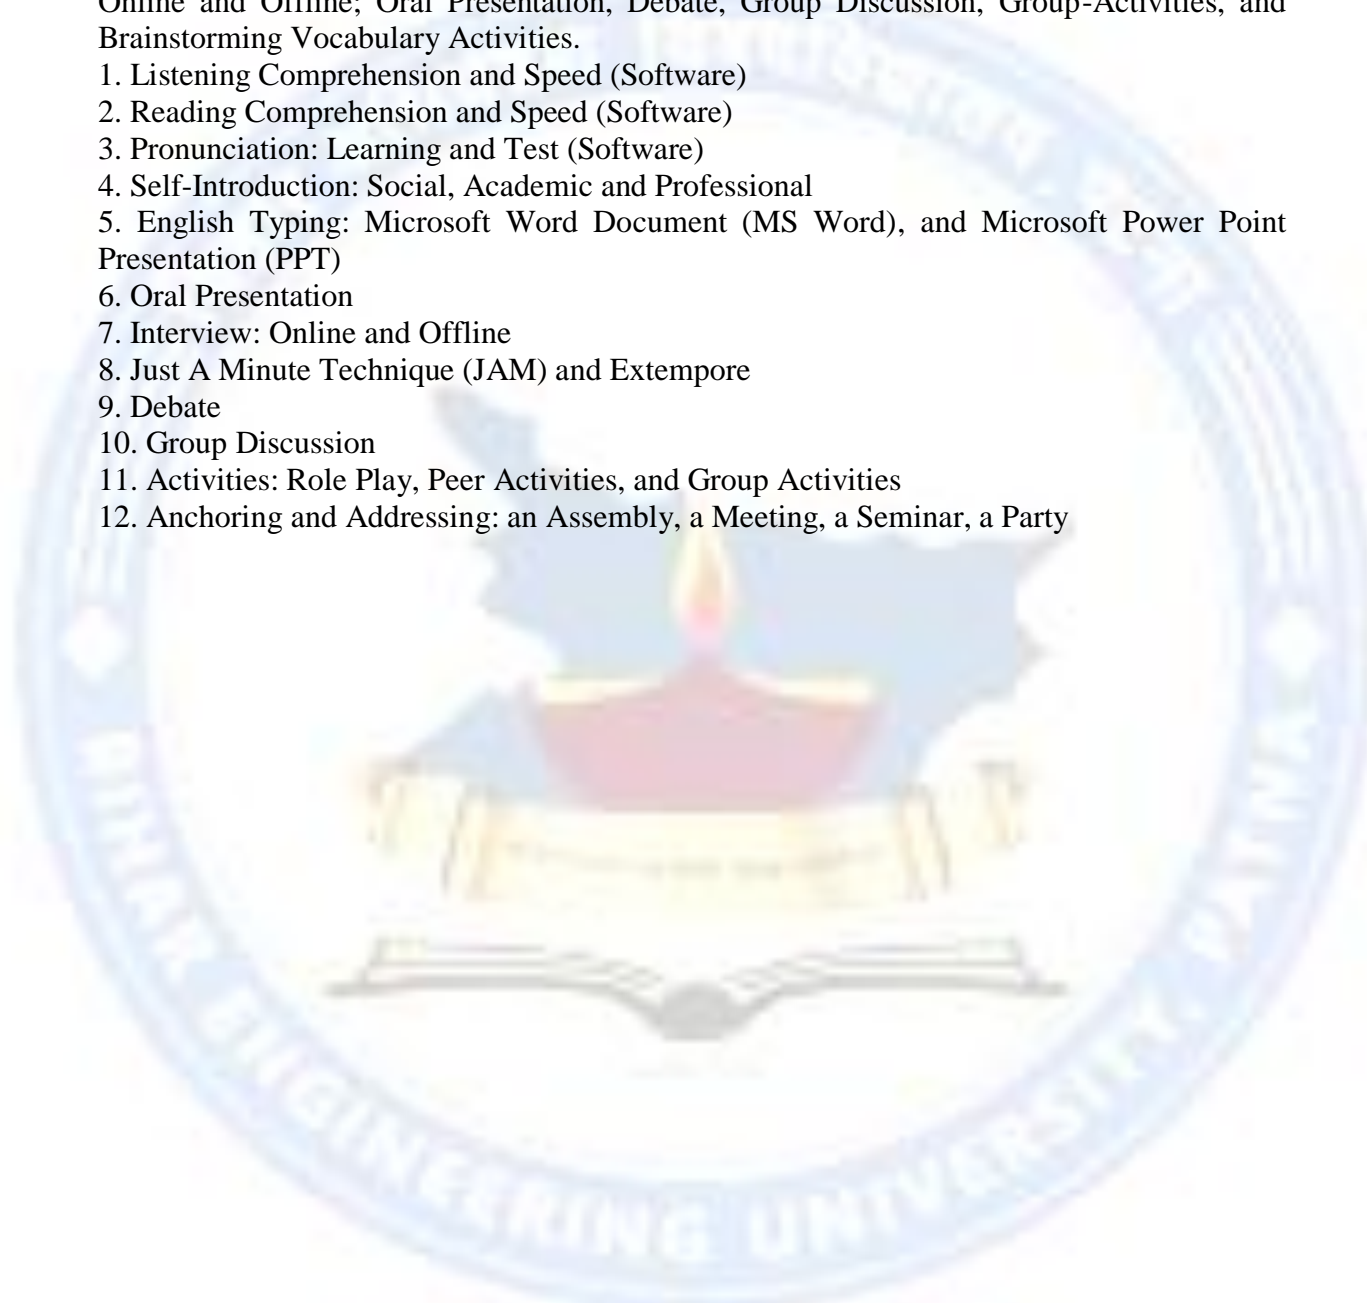 Online and Offline; Oral Presentation, Debate, Group Discussion, Group-Activities, and
Brainstorming Vocabulary Activities.
1. Listening Comprehension and Speed (Software)
2. Reading Comprehension and Speed (Software)
3. Pronunciation: Learning and Test (Software)
4. Self-Introduction: Social, Academic and Professional
5. English Typing: Microsoft Word Document (MS Word), and Microsoft Power Point
Presentation (PPT)
6. Oral Presentation
7. Interview: Online and Offline
8. Just A Minute Technique (JAM) and Extempore
9. Debate
10. Group Discussion
11. Activities: Role Play, Peer Activities, and Group Activities
12. Anchoring and Addressing: an Assembly, a Meeting, a Seminar, a Party
BIHAR ENGINEERING UNIVERSITY, PATNA